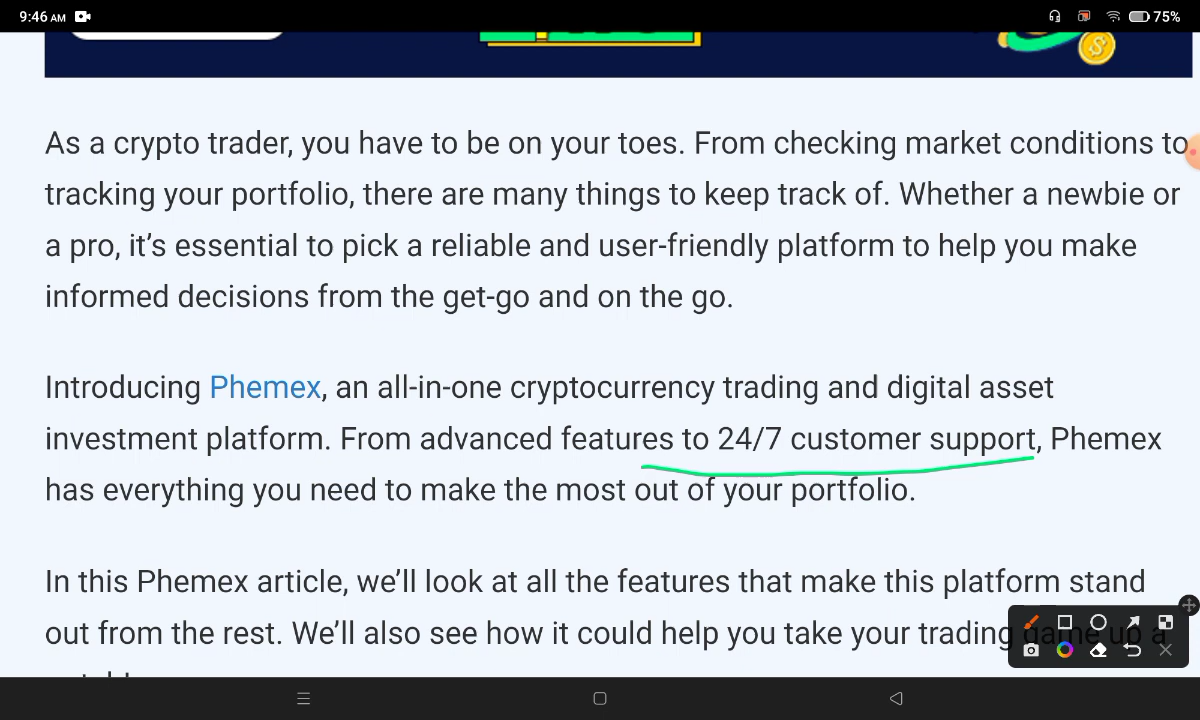 9:46 AM
75%
As a crypto trader, you have to be on your toes. From checking market conditions to
tracking your portfolio, there are many things to keep track of. Whether a newbie or
a pro, it’s essential to pick a reliable and user-friendly platform to help you make
informed decisions from the get-go and on the go.
Introducing Phemex, an all-in-one cryptocurrency trading and digital asset
investment platform. From advanced features to 24/7 customer support, Phemex
has everything you need to make the most out of your portfolio.
In this Phemex article, we’ll look at all the features that make this platform stand
out from the rest. We’ll also see how it could help you take your trading game up a